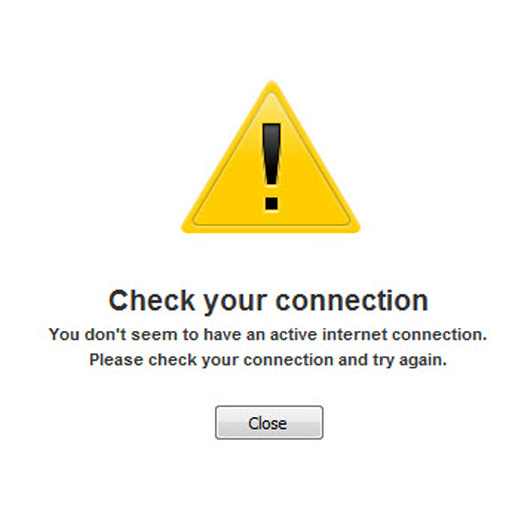 Check your connection
You don't seem to have an active internet connection.
Please check your connection and try again.
Close